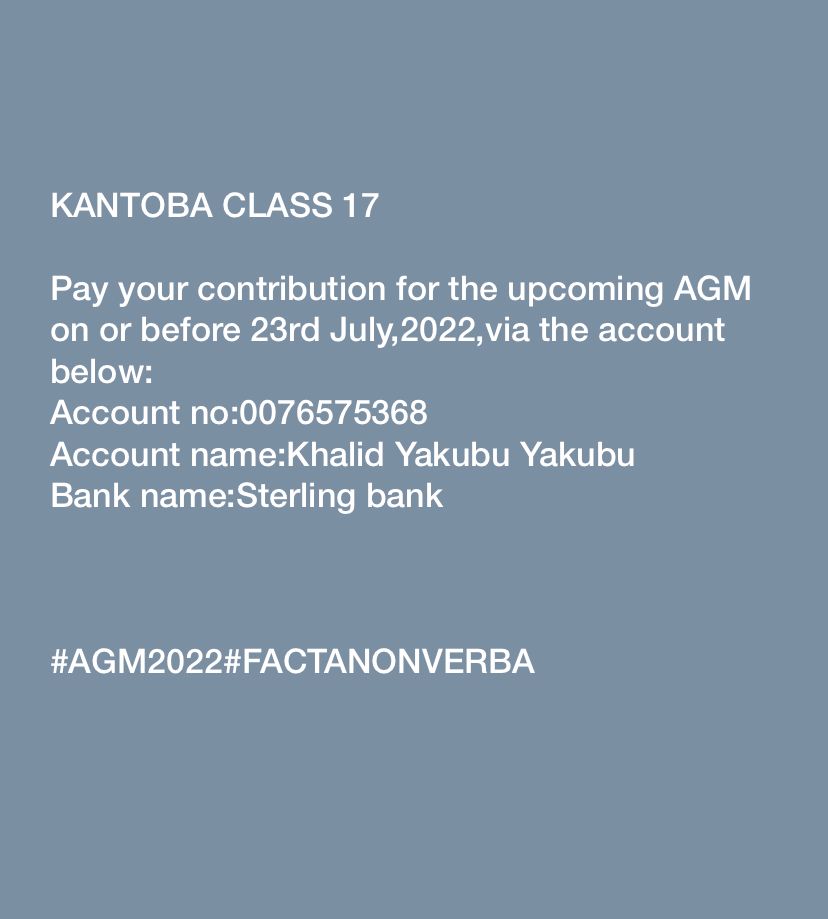 KANTOBA CLASS 17
Pay your contribution for the upcoming AGM
on or before 23rd July,2022,via the account
below:
Account no:0076575368
Account name:Khalid Yakubu Yakubu
Bank name:Sterling bank
#AGM2022#FACTANONVERBA